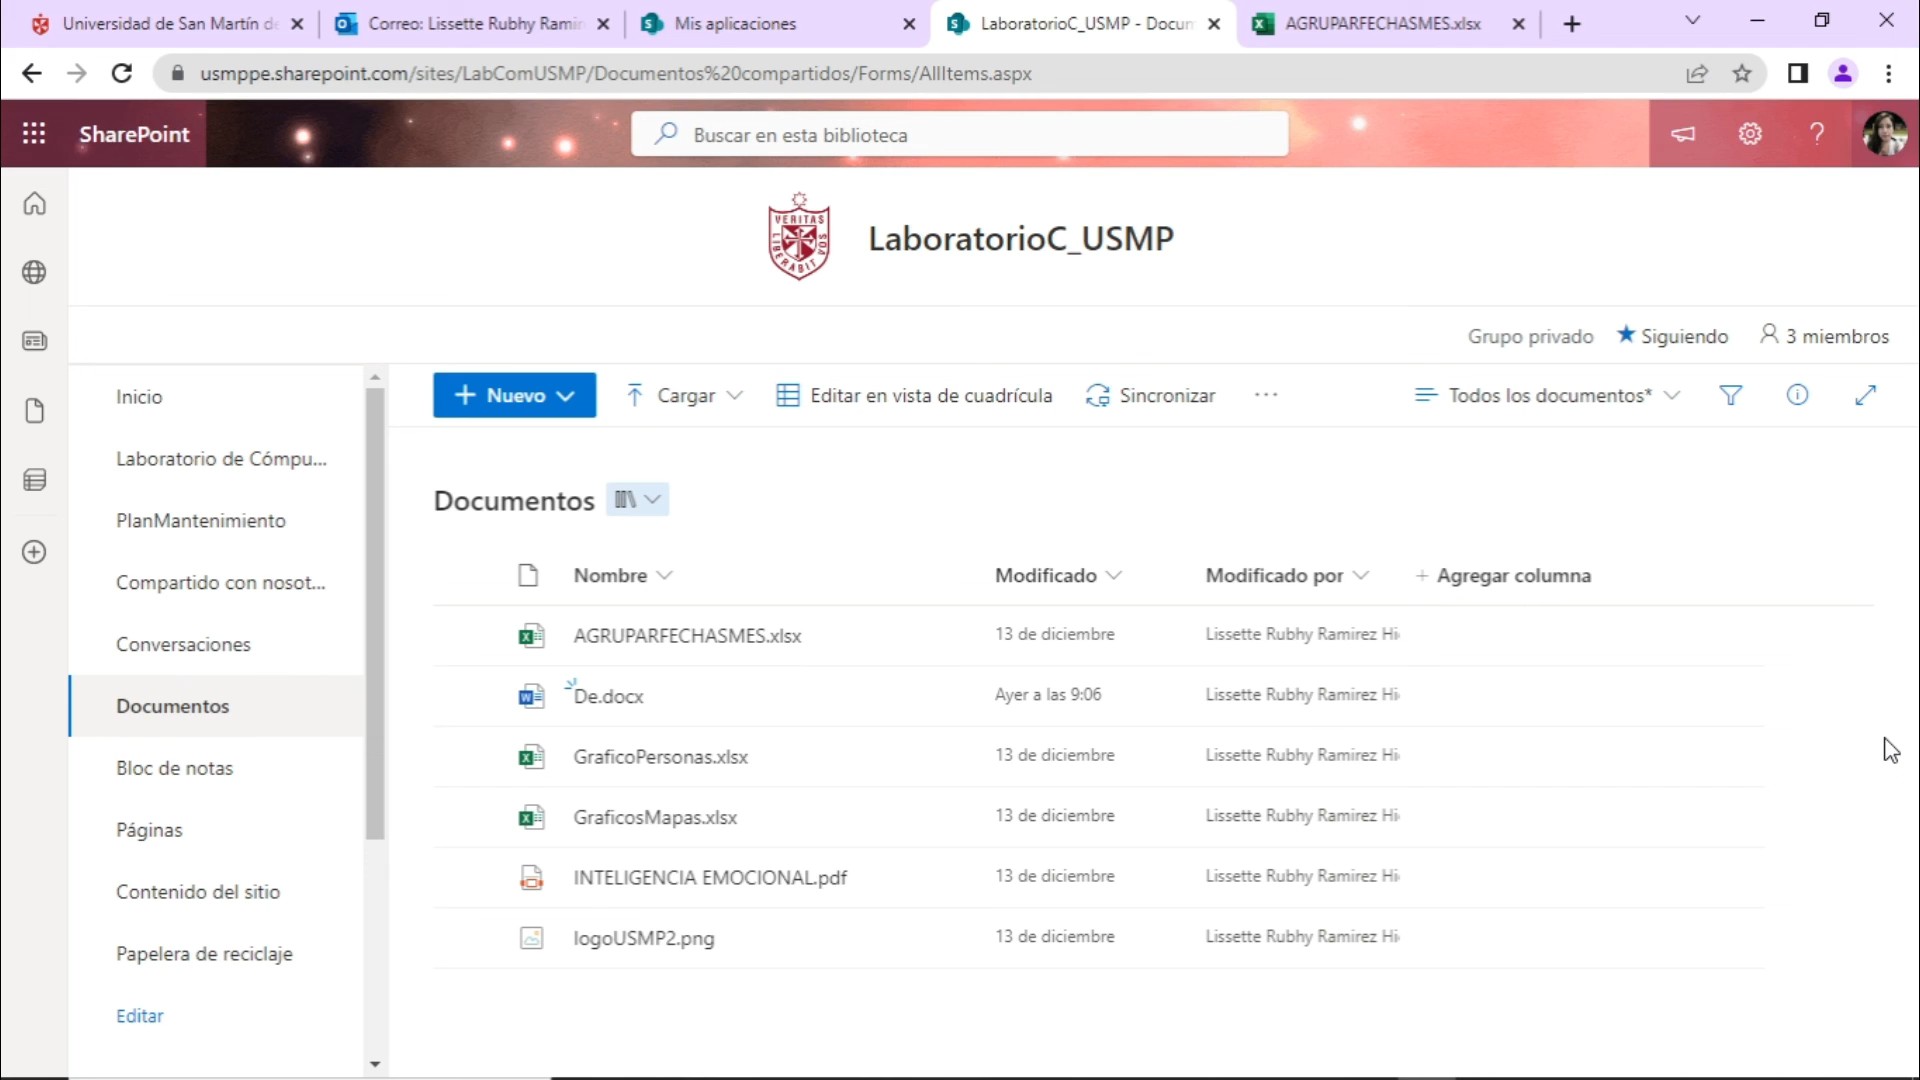 Universidad de San Martín de
Correo: Lissette Rubhy Ramir
Mis aplicaciones
LaboratorioC_USMP - Docum
AGRUPARFECHASMES.xlsx
usmppe.sharepoint.com/sites/LabComUSMP/Documentos%20compartidos/Forms/AllItems.aspx
SharePoint
Buscar en esta biblioteca
VERITAS
LIBERABIT VOS
LaboratorioC_USMP
Grupo privado
Siguiendo
3 miembros
Inicio
Laboratorio de Cómpu...
PlanMantenimiento
Compartido con nosot...
Conversaciones
Documentos
Bloc de notas
Páginas
Contenido del sitio
Papelera de reciclaje
Editar
Nuevo
Cargar
Editar en vista de cuadrícula
Sincronizar
Todos los documentos*
Documentos
Nombre Modificado Modificado por + Agregar columna
AGRUPARFECHASMES.xlsx 13 de diciembre Lissette Rubhy Ramirez Hi
De.docx Ayer a las 9:06 Lissette Rubhy Ramirez Hi
GraficoPersonas.xlsx 13 de diciembre Lissette Rubhy Ramirez Hi
GraficosMapas.xlsx 13 de diciembre Lissette Rubhy Ramirez Hi
INTELIGENCIA EMOCIONAL.pdf 13 de diciembre Lissette Rubhy Ramirez Hi
logoUSMP2.png 13 de diciembre Lissette Rubhy Ramirez Hi